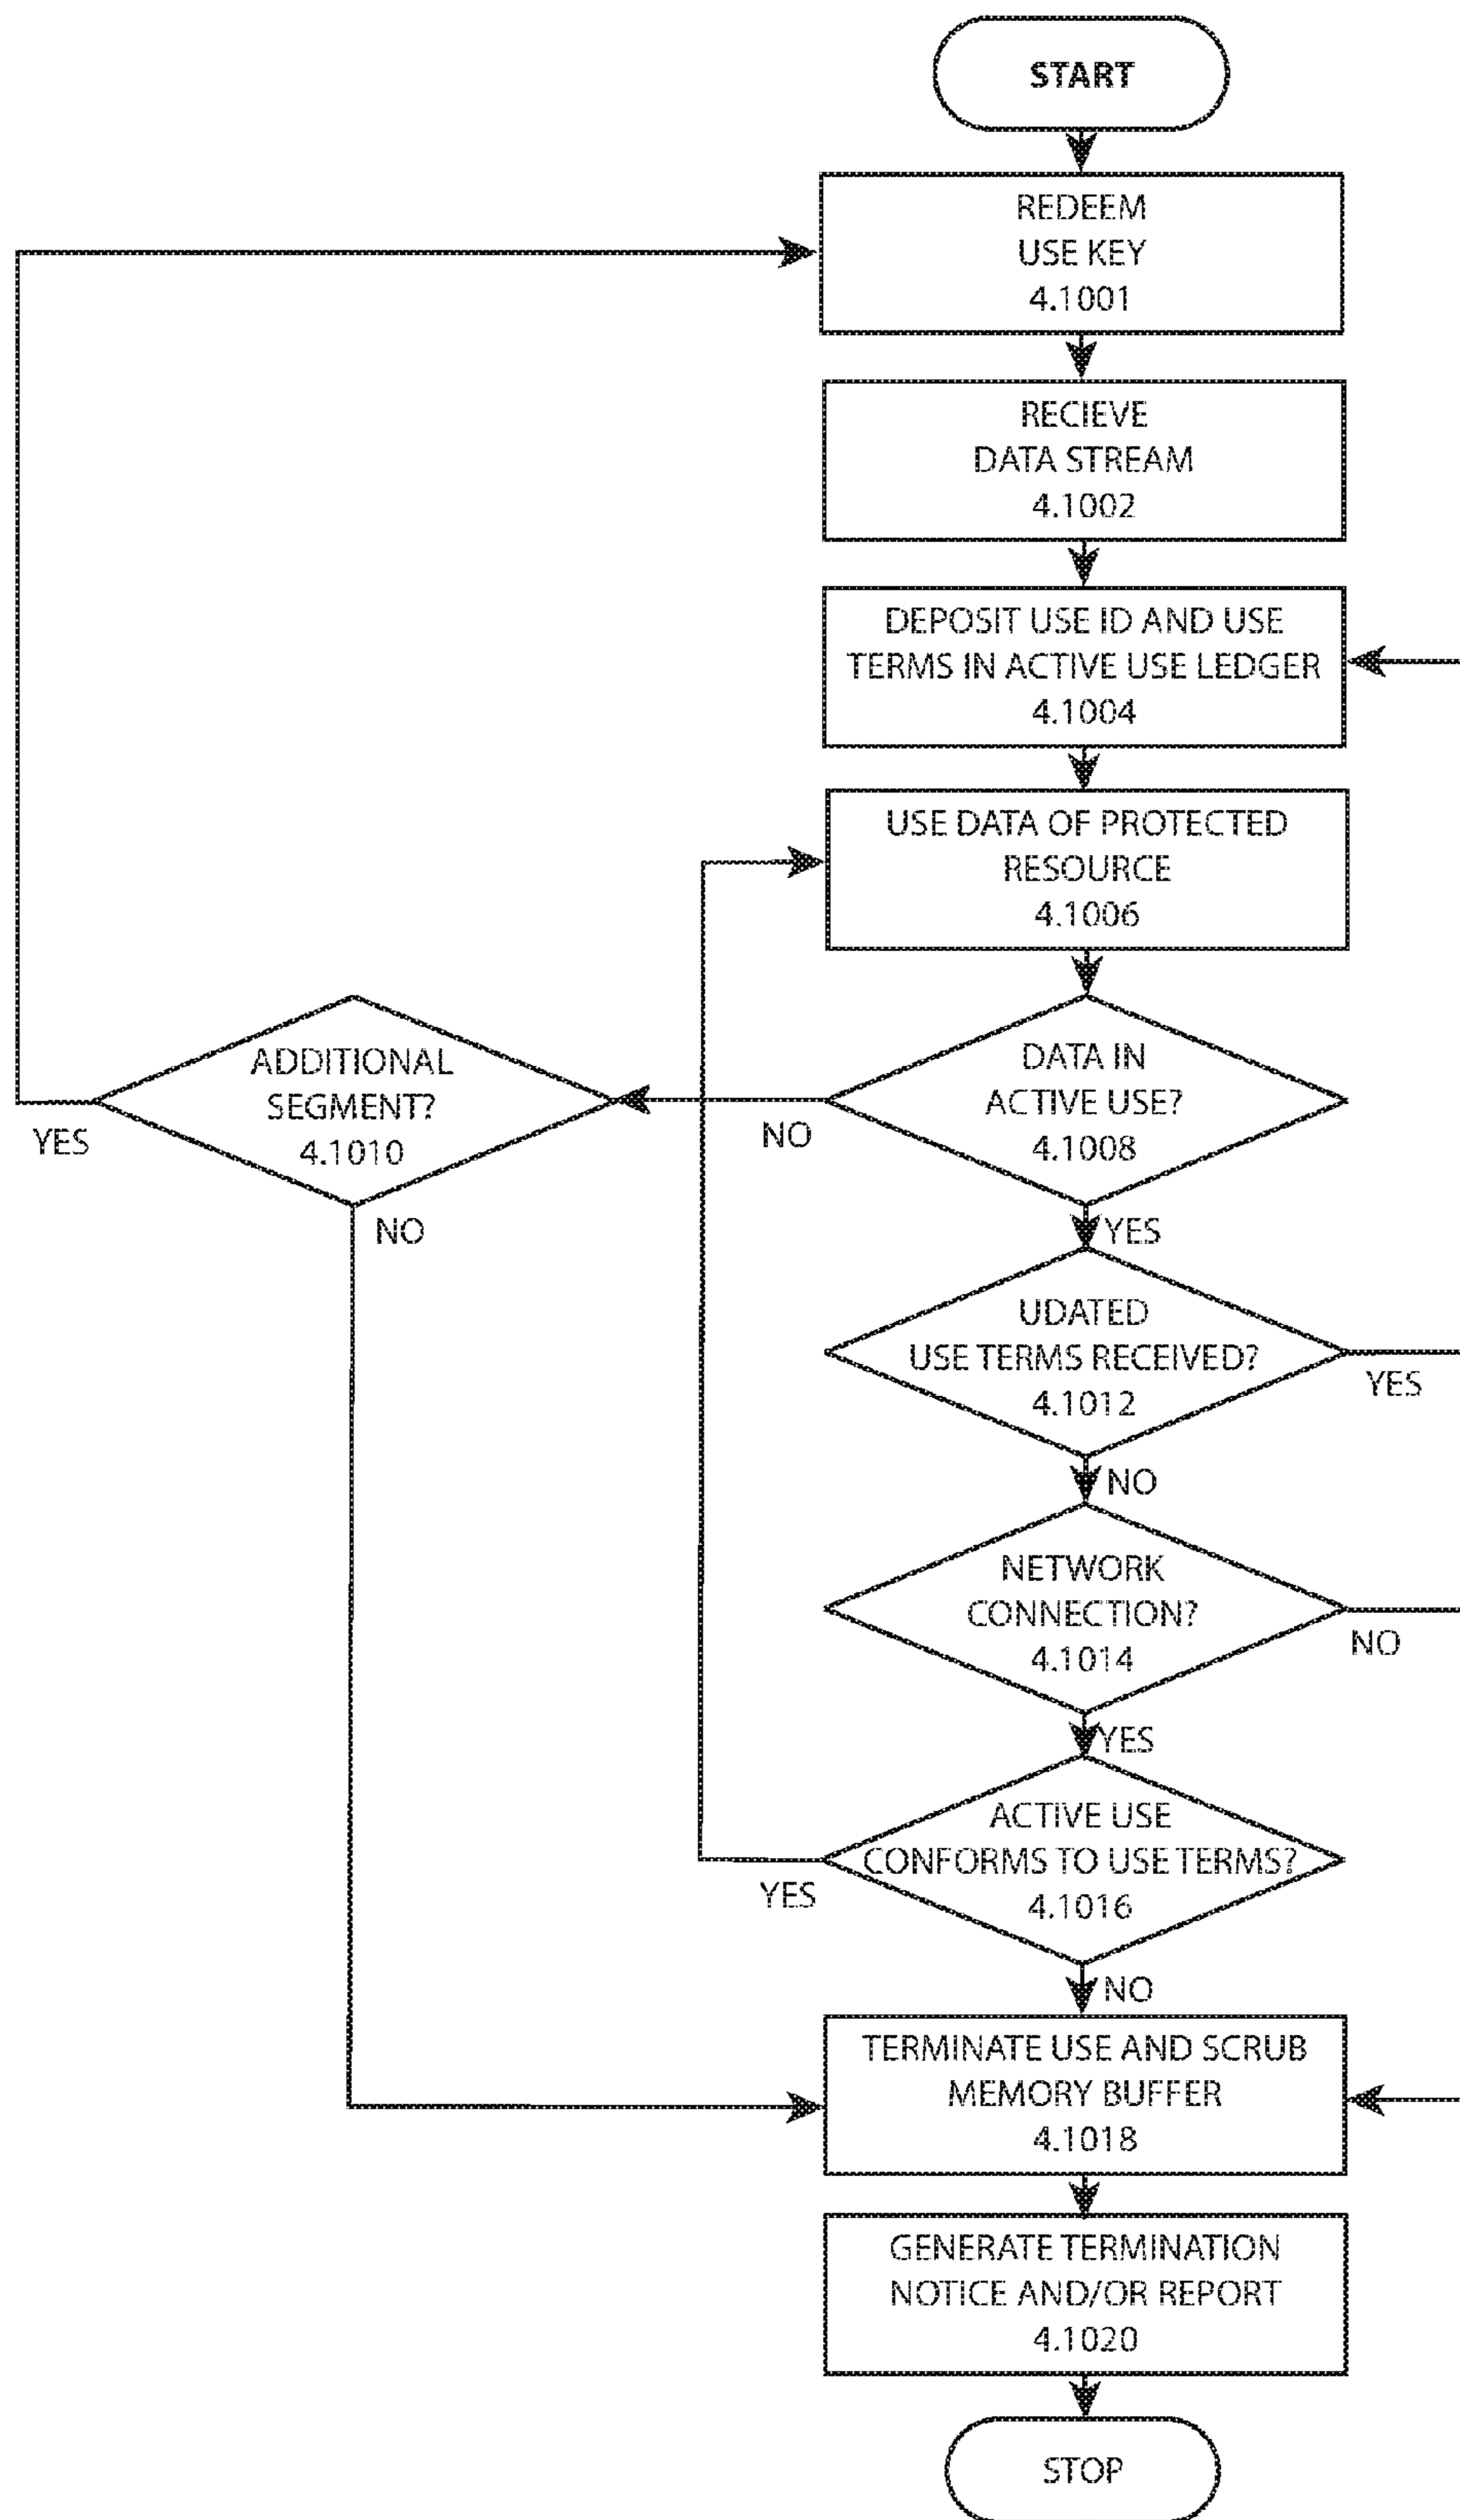 START
REDEEM
USE KEY
4.1001
RECIEVE
DATA STREAM
4.1002
DEPOSIT USE ID AND USE
TERMS IN ACTIVE USE LEDGER
4.1004
USE DATA OF PROTECTED
RESOURCE
4.1006
ADDITIONAL
SEGMENT?
4.1010
YES
NO
DATA IN
ACTIVE USE?
4.1008
NO
YES
UDATED
USE TERMS RECEIVED?
4.1012
YES
NO
NETWORK
CONNECTION?
4.1014
NO
YES
ACTIVE USE
CONFORMS TO USE TERMS?
4.1016
YES
NO
TERMINATE USE AND SCRUB
MEMORY BUFFER
4.1018
GENERATE TERMINATION
NOTICE AND/OR REPORT
4.1020
STOP